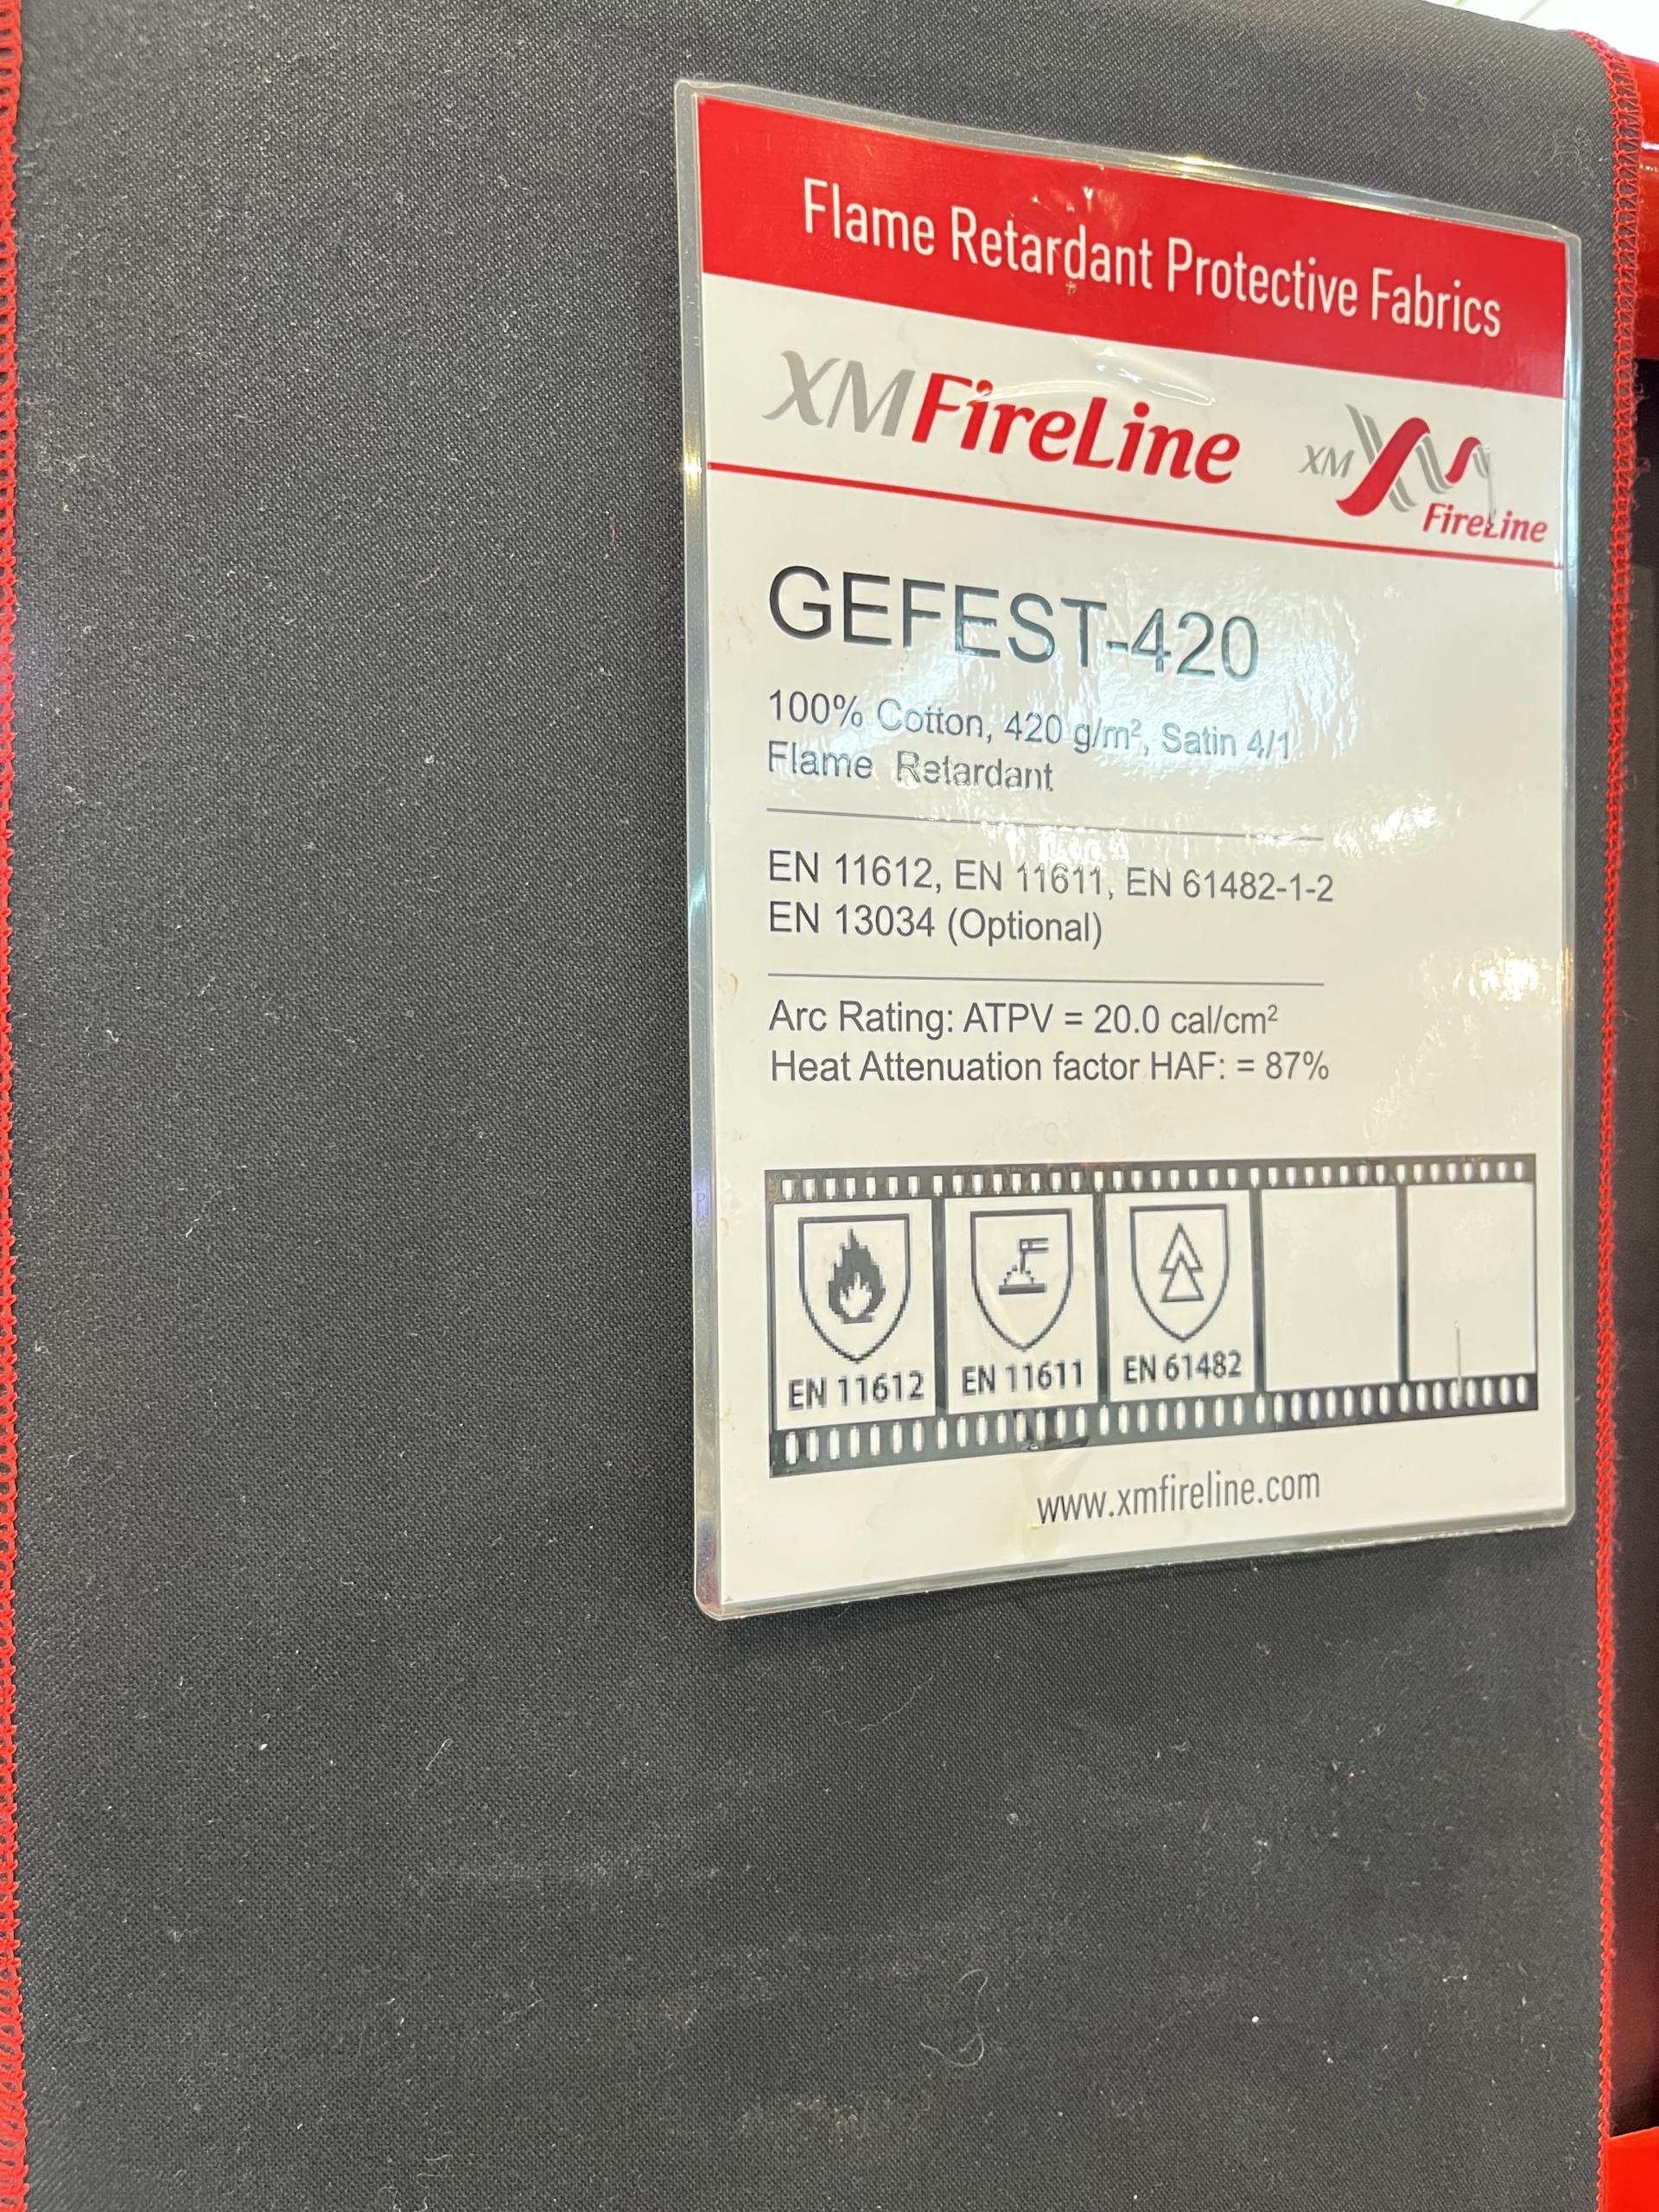 Flame Retardant Protective Fabrics
XMFireLine
XM
FireLine
GEFEST-420
100% Cotton, 420 g/m², Satin 4/1
Flame Retardant
EN 11612, EN 11611, EN 61482-1-2
EN 13034 (Optional)
Arc Rating: ATPV = 20.0 cal/cm²
Heat Attenuation factor HAF: = 87%
EN 11612 EN 11611 EN 61482
www.xmfireline.com